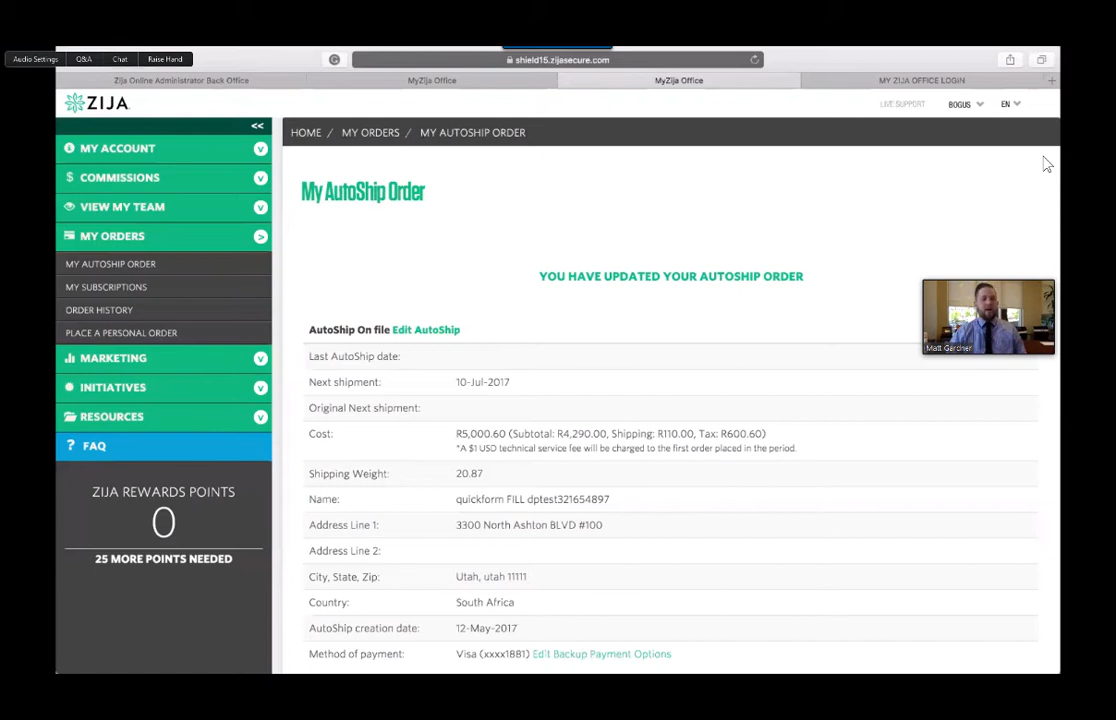 Audio Settings Q&A Chat Raise Hand
shield15.zijasecure.com
Zija Online Administrator Back Office MyZija Office MyZija Office MY ZIJA OFFICE LOGIN
ZIJA
LIVE SUPPORT BOGUS EN
<<
HOME / MY ORDERS / MY AUTOSHIP ORDER
MY ACCOUNT
$ COMMISSIONS
VIEW MY TEAM
MY ORDERS
MY AUTOSHIP ORDER
MY SUBSCRIPTIONS
ORDER HISTORY
PLACE A PERSONAL ORDER
MARKETING
INITIATIVES
RESOURCES
? FAQ
ZIJA REWARDS POINTS
0
25 MORE POINTS NEEDED
My AutoShip Order
YOU HAVE UPDATED YOUR AUTOSHIP ORDER
AutoShip On file Edit AutoShip
Last AutoShip date:
Next shipment: 10-Jul-2017
Original Next shipment:
Cost: R5,000.60 (Subtotal: R4,290.00, Shipping: R110.00, Tax: R600.60)
*A $1 USD technical service fee will be charged to the first order placed in the period.
Shipping Weight: 20.87
Name: quickform FILL dptest321654897
Address Line 1: 3300 North Ashton BLVD #100
Address Line 2:
City, State, Zip: Utah, utah 11111
Country: South Africa
AutoShip creation date: 12-May-2017
Method of payment: Visa (xxxx1881) Edit Backup Payment Options
Matt Gardner